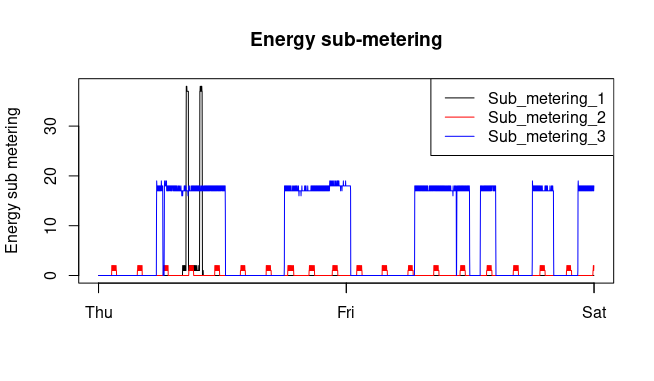 Energy sub-metering
Sub_metering_1
Sub_metering_2
Sub_metering_3
Energy sub metering
30
20
10
0
Thu
Fri
Sat